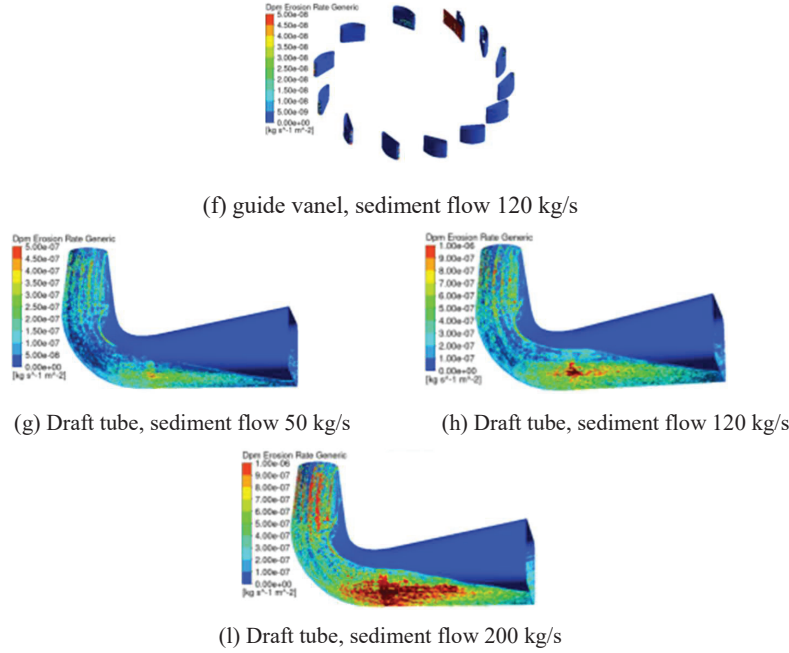 Dpm Erosion Rate Generic
5.00e-08
4.50e-08
4.00e-08
3.50e-08
3.00e-08
2.50e-08
2.00e-08
1.50e-08
1.00e-08
5.00e-09
0.00e+00
[kg s^-1 m^-2]
(f) guide vanel, sediment flow 120 kg/s
Dpm Erosion Rate Generic
5.00e-07
4.50e-07
4.00e-07
3.50e-07
3.00e-07
2.50e-07
2.00e-07
1.50e-07
1.00e-07
5.00e-08
0.00e+00
[kg s^-1 m^-2]
(g) Draft tube, sediment flow 50 kg/s
Dpm Erosion Rate Generic
1.00e-06
9.00e-07
8.00e-07
7.00e-07
6.00e-07
5.00e-07
4.00e-07
3.00e-07
2.00e-07
1.00e-07
0.00e+00
[kg s^-1 m^-2]
(h) Draft tube, sediment flow 120 kg/s
Dpm Erosion Rate Generic
1.00e-06
9.00e-07
8.00e-07
7.00e-07
6.00e-07
5.00e-07
4.00e-07
3.00e-07
2.00e-07
1.00e-07
0.00e+00
[kg s^-1 m^-2]
(l) Draft tube, sediment flow 200 kg/s